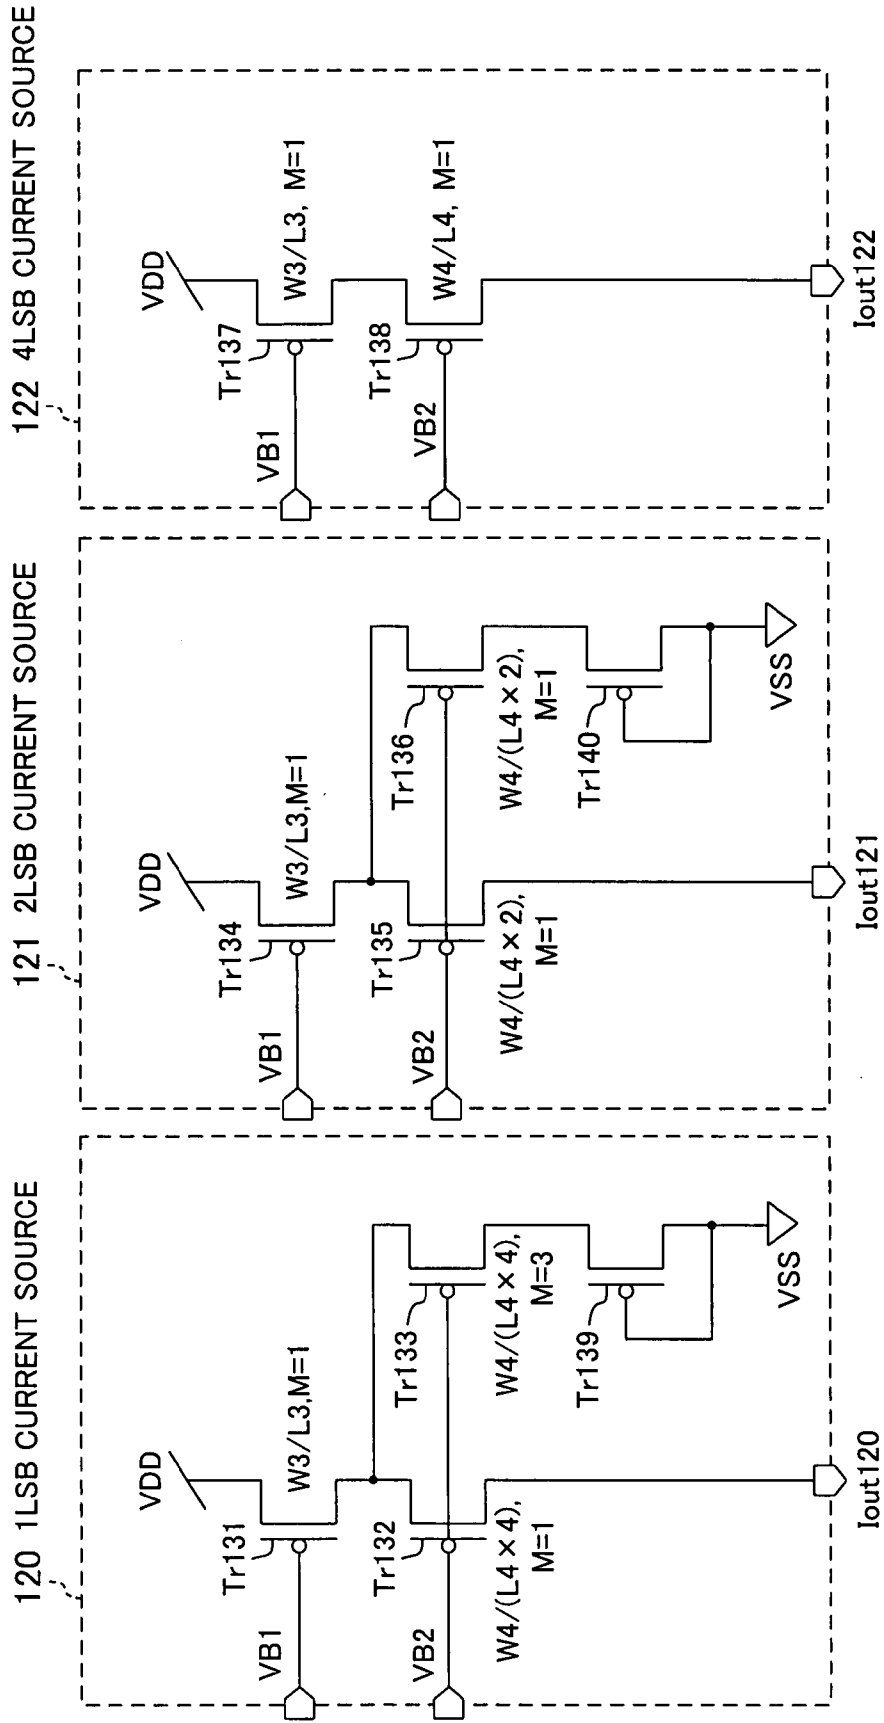 120 1LSB CURRENT SOURCE
VDD
VB1
Tr131
W3/L3,M=1
VB2
Tr132
W4/(L4×4),
M=1
Tr133
W4/(L4×4),
M=3
Tr139
VSS
Iout120
121 2LSB CURRENT SOURCE
VDD
VB1
Tr134
W3/L3,M=1
VB2
Tr135
W4/(L4×2),
M=1
Tr136
W4/(L4×2),
M=1
Tr140
VSS
Iout121
122 4LSB CURRENT SOURCE
VDD
VB1
Tr137
W3/L3, M=1
VB2
Tr138
W4/L4, M=1
Iout122